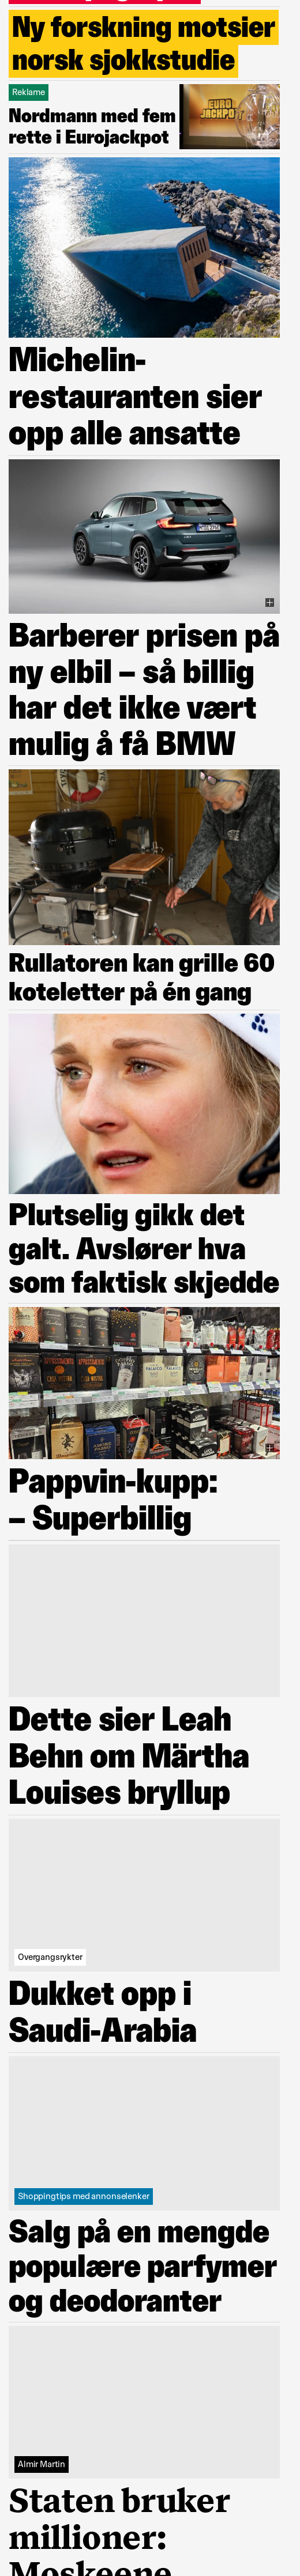 Ny forskning motsier
norsk sjokkstudie
Reklame
Nordmann med fem
rette i Eurojackpot
EURO
JACKPOT
Michelin-
restauranten sier
opp alle ansatte
Barberer prisen på
ny elbil – så billig
har det ikke vært
mulig å få BMW
Rullatoren kan grille 60
koteletter på én gang
Plutselig gikk det
galt. Avslører hva
som faktisk skjedde
Pappvin-kupp:
– Superbillig
Dette sier Leah
Behn om Märtha
Louises bryllup
Overgangsrykter
Dukket opp i
Saudi-Arabia
Shoppingtips med annonselenker
Salg på en mengde
populære parfymer
og deodoranter
Almir Martin
Staten bruker
millioner:
Moskeene